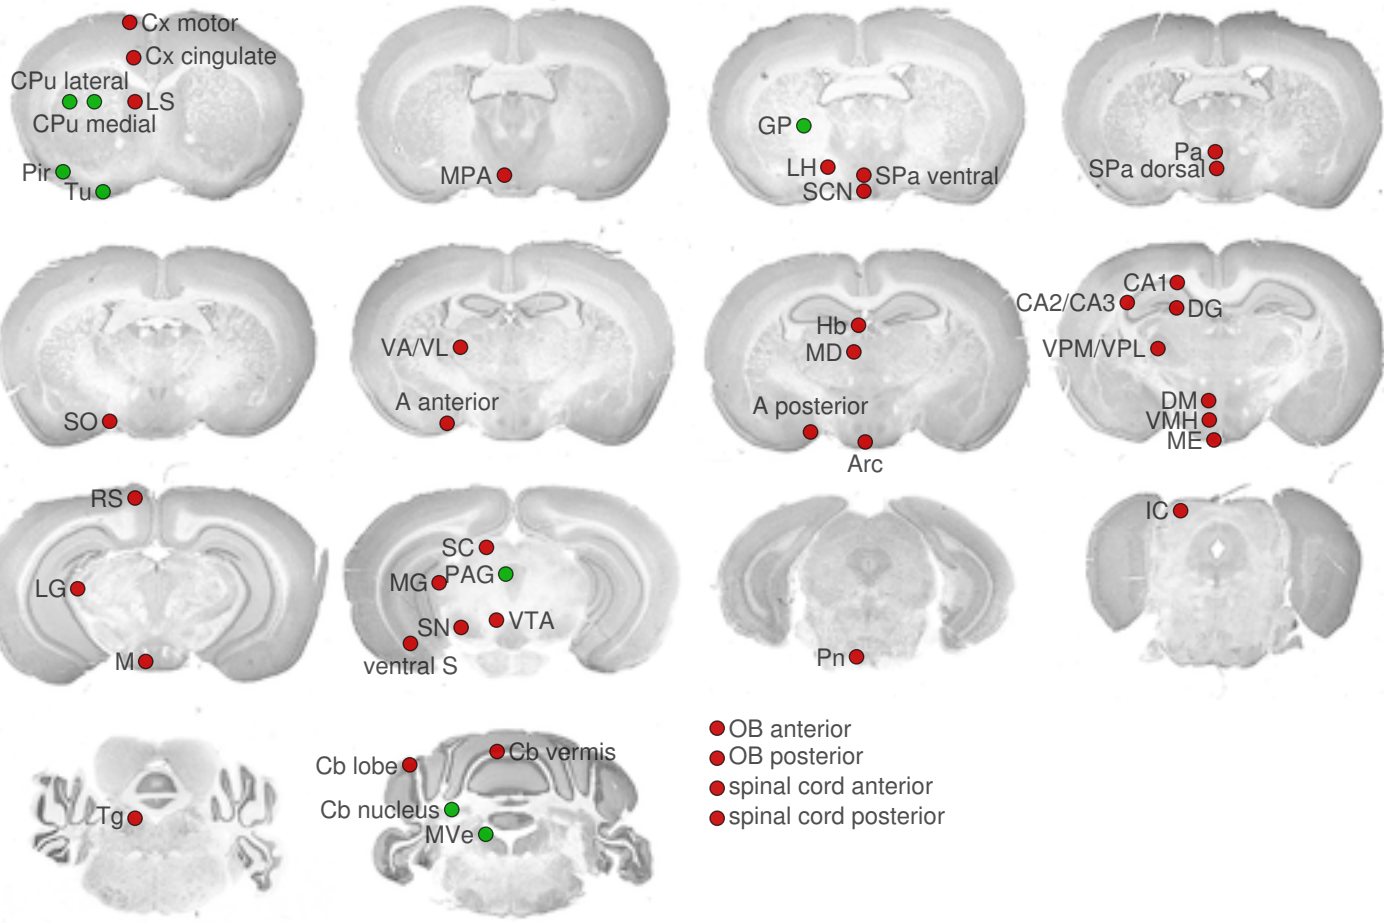 Cx motor
Cx cingulate
CPu lateral
LS
CPu medial
Pir
Tu
MPA
GP
LH
SPa ventral
SCN
Pa
SPa dorsal
SO
VA/VL
A anterior
Hb
MD
A posterior
Arc
CA1
CA2/CA3
DG
VPM/VPL
DM
VMH
ME
RS
LG
M
SC
MG
PAG
SN
VTA
ventral S
Pn
IC
Tg
Cb lobe
Cb vermis
Cb nucleus
MVe
OB anterior
OB posterior
spinal cord anterior
spinal cord posterior